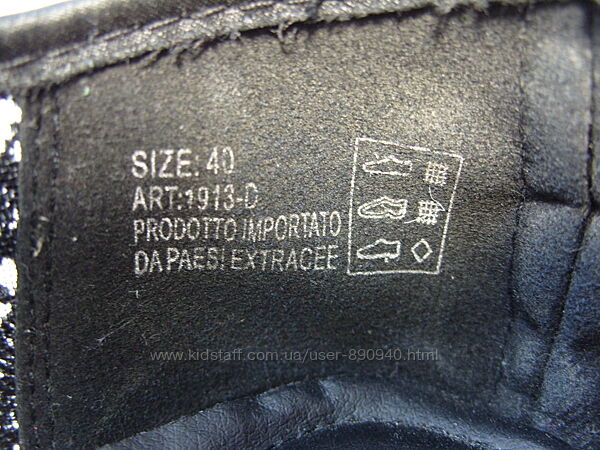 SIZE: 40
ART:1913-D
PRODOTTO IMPORTATO
DA PAESI EXTRACEE
www.kidstaff.com.ua/user-890940.html